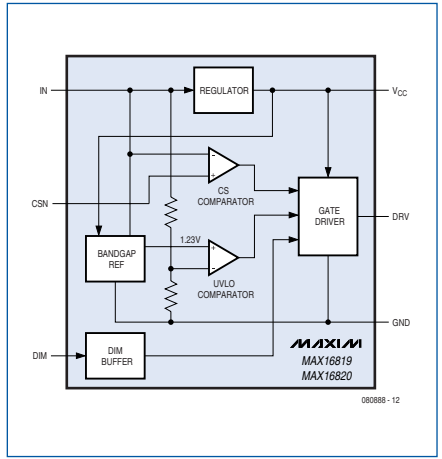 IN
REGULATOR
VCC
-
+
CS
COMPARATOR
CSN
GATE
DRIVER
DRV
1.23V
BANDGAP
REF
+
-
UVLO
COMPARATOR
GND
DIM
DIM
BUFFER
MAXIM
MAX16819
MAX16820
080888 - 12